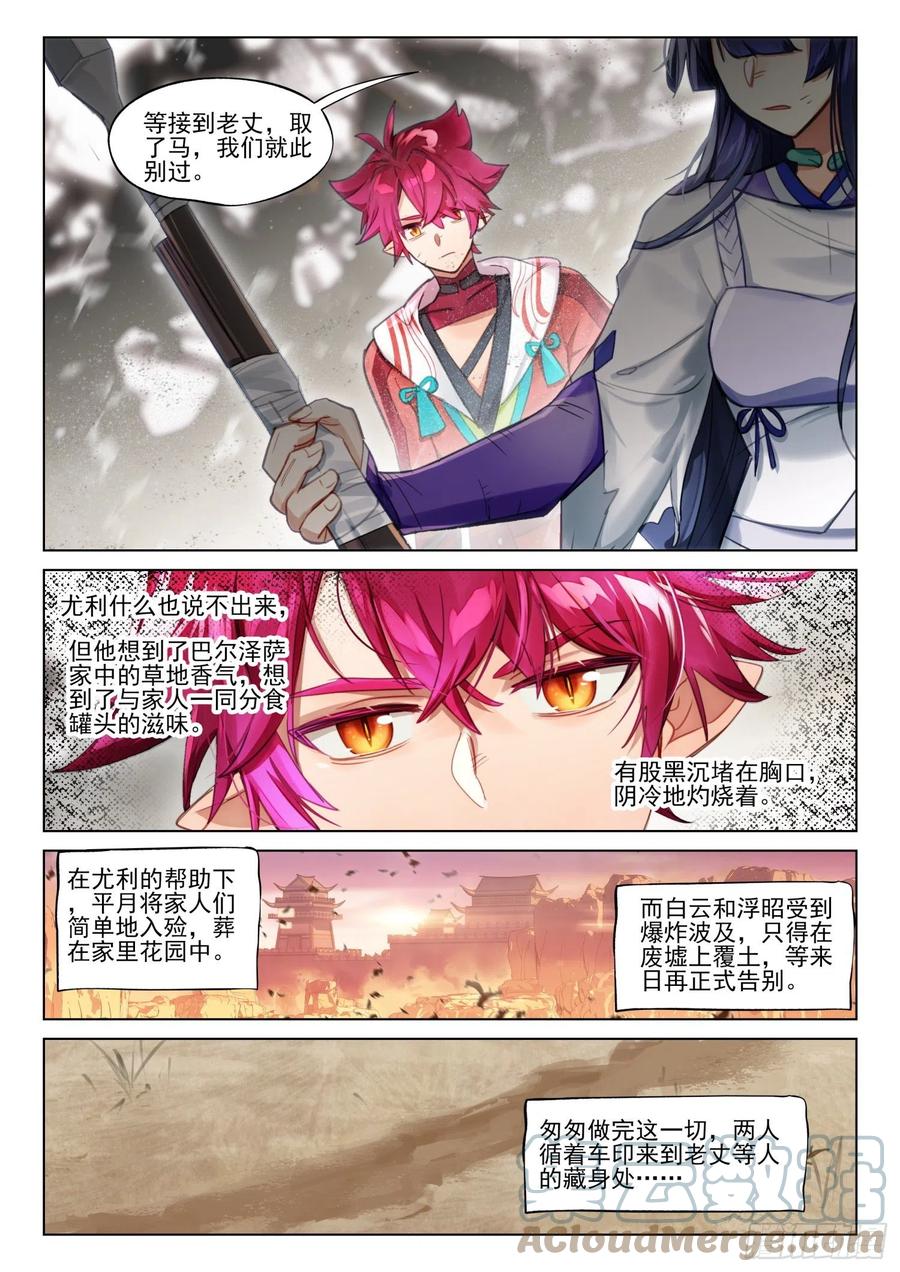 等接到老丈，取
了马，我们就此
别过。
尤利什么也说不出来，
但他想到了巴尔泽萨
家中的草地香气，想
到了与家人一同分食
罐头的滋味。
有股黑沉堵在胸口，
阴冷地灼烧着。
在尤利的帮助下
，平月将家人们
简单地入殓，葬
在家里花园中。
而白云和浮昭受到
爆炸波及，只得在
废墟上覆土，等来
日再正式告别。
匆匆做完这一切，两人
循着车印来到老丈等人
的藏身处……
集云数据
AcloudMerge.com